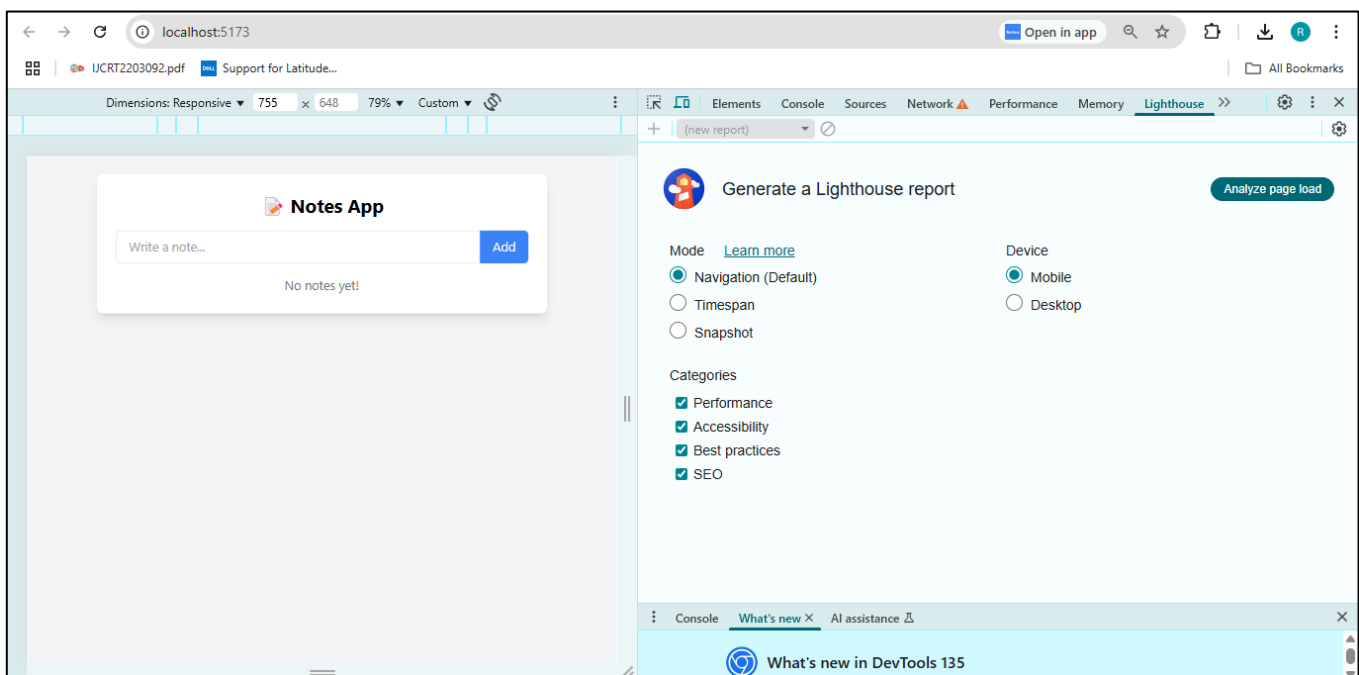 localhost:5173
Open in app
R
IJCRT2203092.pdf
DELL Support for Latitude...
All Bookmarks
Dimensions: Responsive ▼ 755 × 648 79% ▼ Custom ▼
Elements Console Sources Network Performance Memory Lighthouse >>
+ (new report)
📝 Notes App
Write a note... Add
No notes yet!
Generate a Lighthouse report
Analyze page load
Mode Learn more
Navigation (Default)
Timespan
Snapshot
Device
Mobile
Desktop
Categories
Performance
Accessibility
Best practices
SEO
Console What's new × AI assistance
What's new in DevTools 135